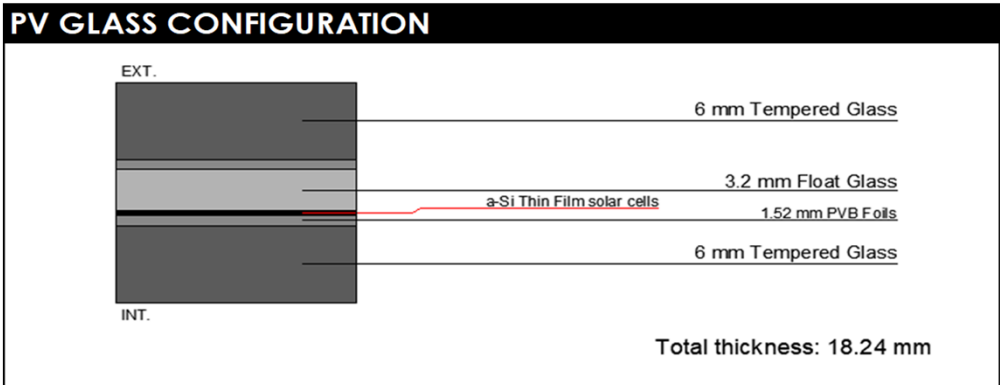 PV GLASS CONFIGURATION
EXT.
6 mm Tempered Glass
3.2 mm Float Glass
a-Si Thin Film solar cells
1.52 mm PVB Foils
6 mm Tempered Glass
INT.
Total thickness: 18.24 mm